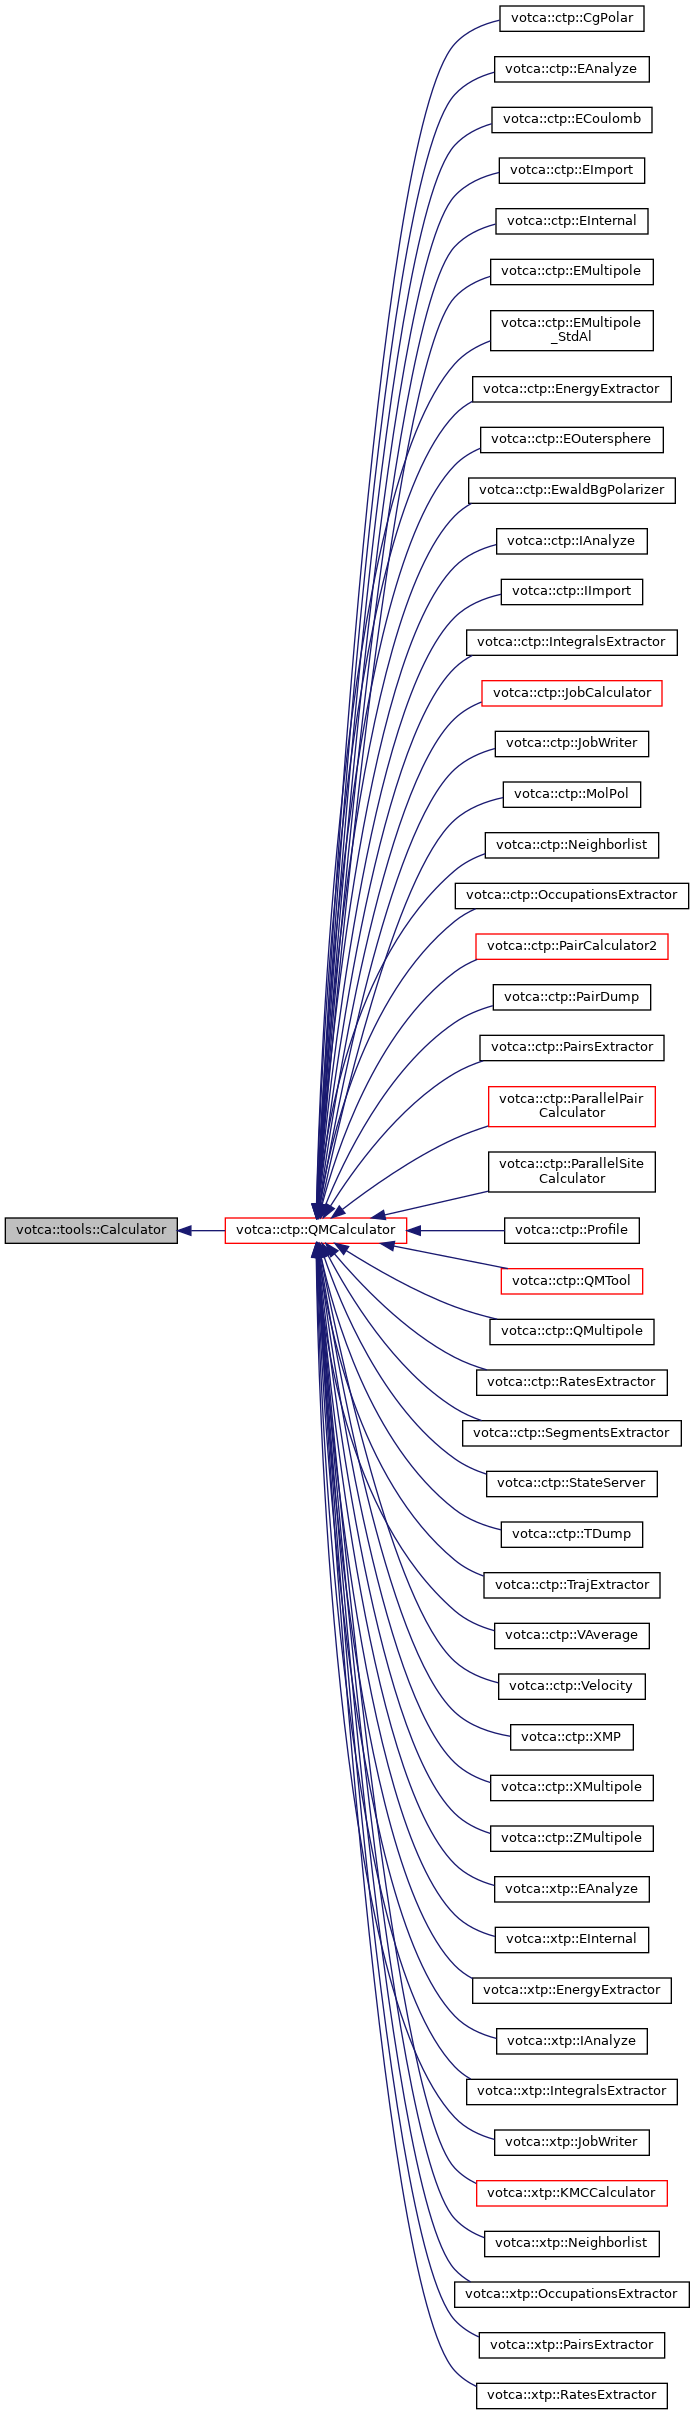 votca::ctp::CgPolar
votca::ctp::EAnalyze
votca::ctp::ECoulomb
votca::ctp::EImport
votca::ctp::EInternal
votca::ctp::EMultipole
votca::ctp::EMultipole
_StdAl
votca::ctp::EnergyExtractor
votca::ctp::EOutersphere
votca::ctp::EwaldBgPolarizer
votca::ctp::IAnalyze
votca::ctp::IImport
votca::ctp::IntegralsExtractor
votca::ctp::JobCalculator
votca::ctp::JobWriter
votca::ctp::MolPol
votca::ctp::Neighborlist
votca::ctp::OccupationsExtractor
votca::ctp::PairCalculator2
votca::ctp::PairDump
votca::ctp::PairsExtractor
votca::ctp::ParallelPair
Calculator
votca::ctp::ParallelSite
Calculator
votca::tools::Calculator
votca::ctp::QMCalculator
votca::ctp::Profile
votca::ctp::QMTool
votca::ctp::QMultipole
votca::ctp::RatesExtractor
votca::ctp::SegmentsExtractor
votca::ctp::StateServer
votca::ctp::TDump
votca::ctp::TrajExtractor
votca::ctp::VAverage
votca::ctp::Velocity
votca::ctp::XMP
votca::ctp::XMultipole
votca::ctp::ZMultipole
votca::xtp::EAnalyze
votca::xtp::EInternal
votca::xtp::EnergyExtractor
votca::xtp::IAnalyze
votca::xtp::IntegralsExtractor
votca::xtp::JobWriter
votca::xtp::KMCCalculator
votca::xtp::Neighborlist
votca::xtp::OccupationsExtractor
votca::xtp::PairsExtractor
votca::xtp::RatesExtractor